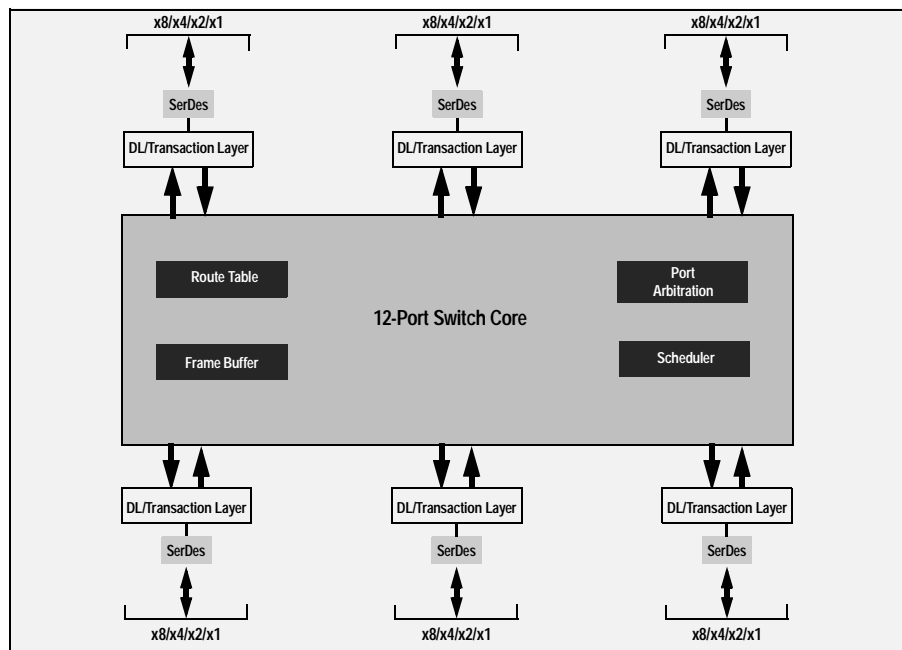 x8/x4/x2/x1 x8/x4/x2/x1 x8/x4/x2/x1
SerDes SerDes SerDes
DL/Transaction Layer DL/Transaction Layer DL/Transaction Layer
Route Table
Port
Arbitration
12-Port Switch Core
Frame Buffer
Scheduler
DL/Transaction Layer DL/Transaction Layer DL/Transaction Layer
SerDes SerDes SerDes
x8/x4/x2/x1 x8/x4/x2/x1 x8/x4/x2/x1